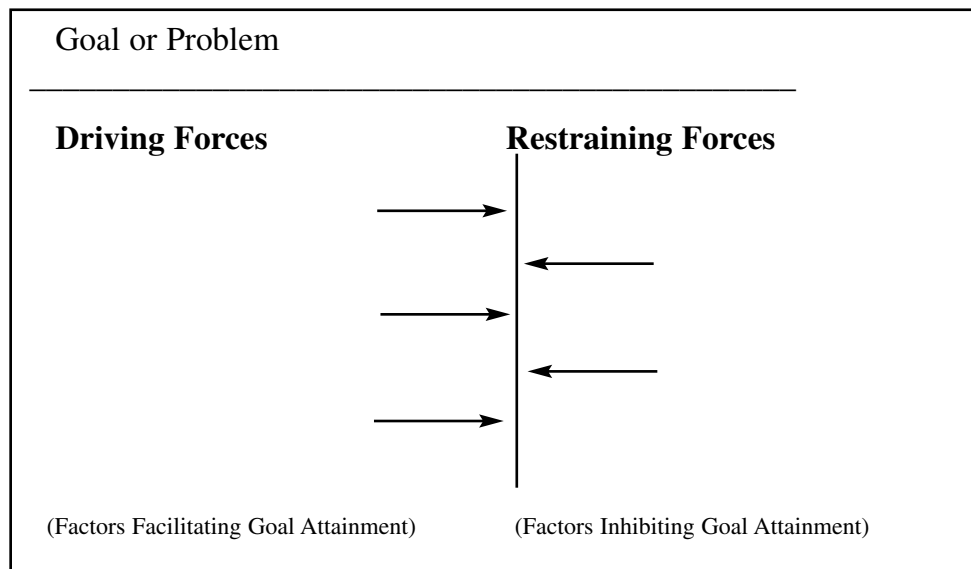 Goal or Problem
Driving Forces Restraining Forces
(Factors Facilitating Goal Attainment) (Factors Inhibiting Goal Attainment)